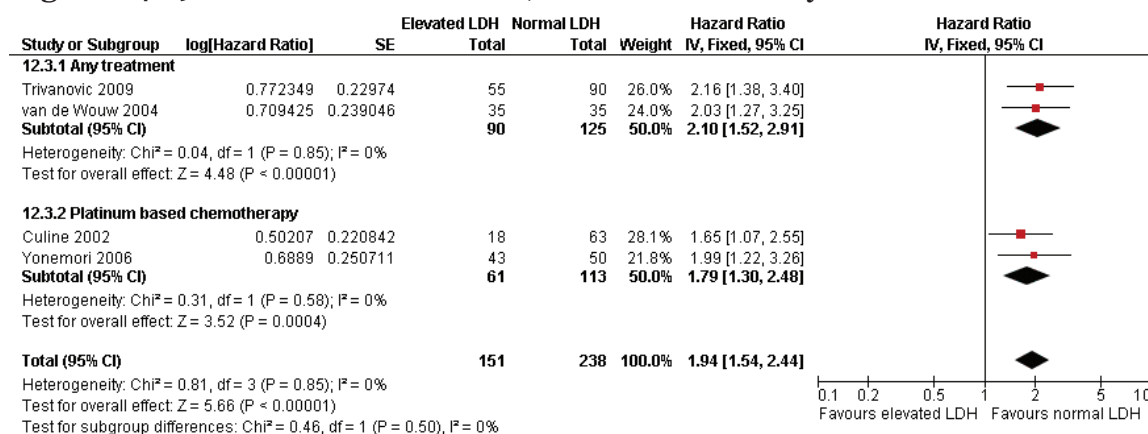 Elevated LDH Normal LDH Hazard Ratio Hazard Ratio
Study or Subgroup log[Hazard Ratio] SE Total Total Weight IV, Fixed, 95% CI IV, Fixed, 95% CI
12.3.1 Any treatment
Trivanovic 2009 0.772349 0.22974 55 90 26.0% 2.16 [1.38, 3.40]
van de Wouw 2004 0.709425 0.239046 35 35 24.0% 2.03 [1.27, 3.25]
Subtotal (95% CI) 90 125 50.0% 2.10 [1.52, 2.91]
Heterogeneity: Chi² = 0.04, df = 1 (P = 0.85); I² = 0%
Test for overall effect: Z = 4.48 (P < 0.00001)
12.3.2 Platinum based chemotherapy
Culine 2002 0.50207 0.220842 18 63 28.1% 1.65 [1.07, 2.55]
Yonemori 2006 0.6889 0.250711 43 50 21.8% 1.99 [1.22, 3.26]
Subtotal (95% CI) 61 113 50.0% 1.79 [1.30, 2.48]
Heterogeneity: Chi² = 0.31, df = 1 (P = 0.58); I² = 0%
Test for overall effect: Z = 3.52 (P = 0.0004)
Total (95% CI) 151 238 100.0% 1.94 [1.54, 2.44]
Heterogeneity: Chi² = 0.81, df = 3 (P = 0.85); I² = 0%
Test for overall effect: Z = 5.66 (P < 0.00001)
Test for subgroup differences: Chi² = 0.46, df = 1 (P = 0.50), I² = 0%
0.1 0.2 0.5 1 2 5 10
Favours elevated LDH Favours normal LDH